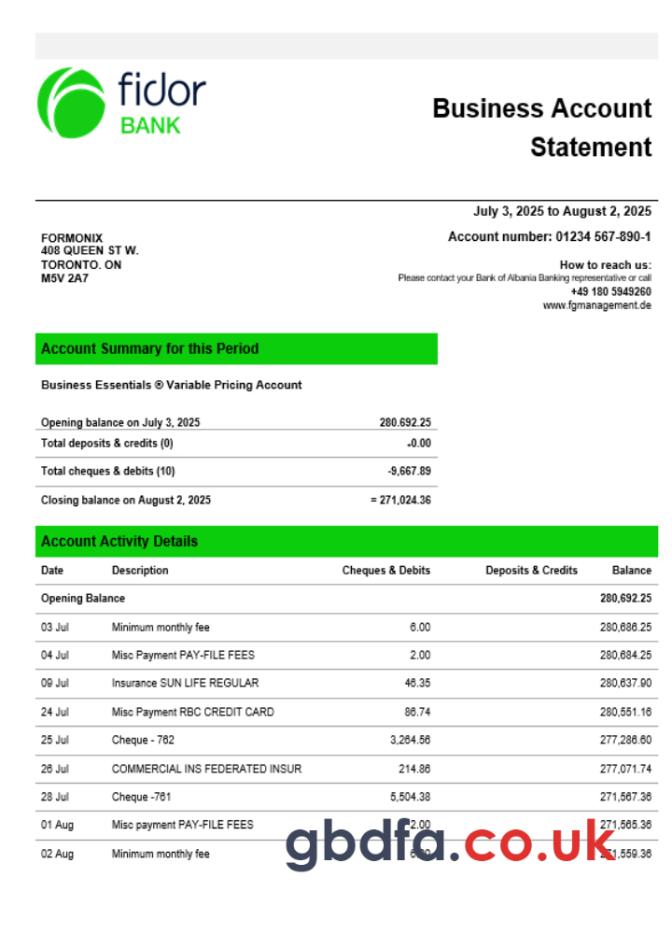 fidor
BANK
Business Account
Statement
July 3, 2025 to August 2, 2025
Account number: 01234 567-890-1
FORMONIX
408 QUEEN ST W.
TORONTO. ON
M5V 2A7
How to reach us:
Please contact your Bank of Albania Banking representative or call
+49 180 5949260
www.fgmanagement.de
Account Summary for this Period
Business Essentials ® Variable Pricing Account
Opening balance on July 3, 2025 280.692.25
Total deposits & credits (0) -0.00
Total cheques & debits (10) -9,667.89
Closing balance on August 2, 2025 = 271,024.36
Account Activity Details
Date Description Cheques & Debits Deposits & Credits Balance
Opening Balance 280,692.25
03 Jul Minimum monthly fee 6.00 280,686.25
04 Jul Misc Payment PAY-FILE FEES 2.00 280,684.25
09 Jul Insurance SUN LIFE REGULAR 46.35 280,637.90
24 Jul Misc Payment RBC CREDIT CARD 86.74 280,551.16
25 Jul Cheque - 762 3,264.56 277,286.60
26 Jul COMMERCIAL INS FEDERATED INSUR 214.86 277,071.74
28 Jul Cheque -761 5,504.38 271,567.36
01 Aug Misc payment PAY-FILE FEES 2.00 271,565.36
02 Aug Minimum monthly fee 6.00 271,559.36
gbdfa.co.uk